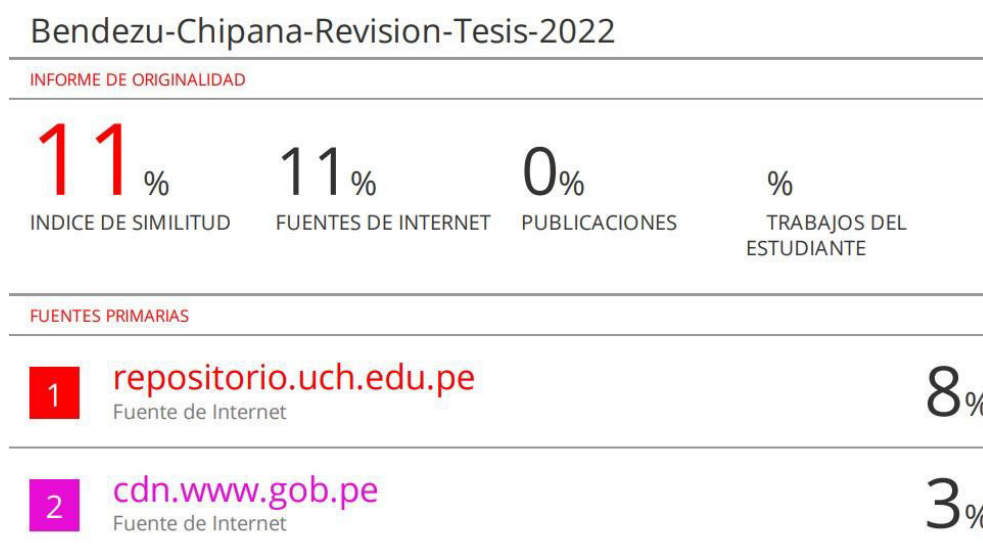 Bendezu-Chipana-Revision-Tesis-2022
INFORME DE ORIGINALIDAD
11% 11% 0% %
INDICE DE SIMILITUD FUENTES DE INTERNET PUBLICACIONES TRABAJOS DEL
ESTUDIANTE
FUENTES PRIMARIAS
1 repositorio.uch.edu.pe 8%
Fuente de Internet
2 cdn.www.gob.pe 3%
Fuente de Internet